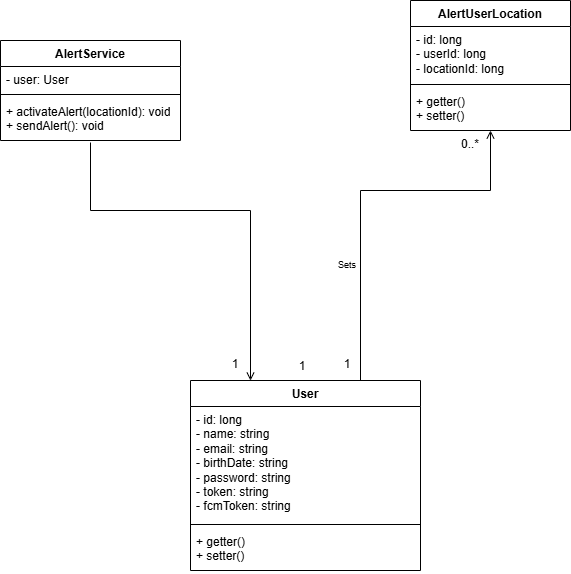 AlertUserLocation
- id: long
- userId: long
- locationId: long
+ getter()
+ setter()
0..*
AlertService
- user: User
+ activateAlert(locationId): void
+ sendAlert(): void
Sets
1
1
1
User
- id: long
- name: string
- email: string
- birthDate: string
- password: string
- token: string
- fcmToken: string
+ getter()
+ setter()